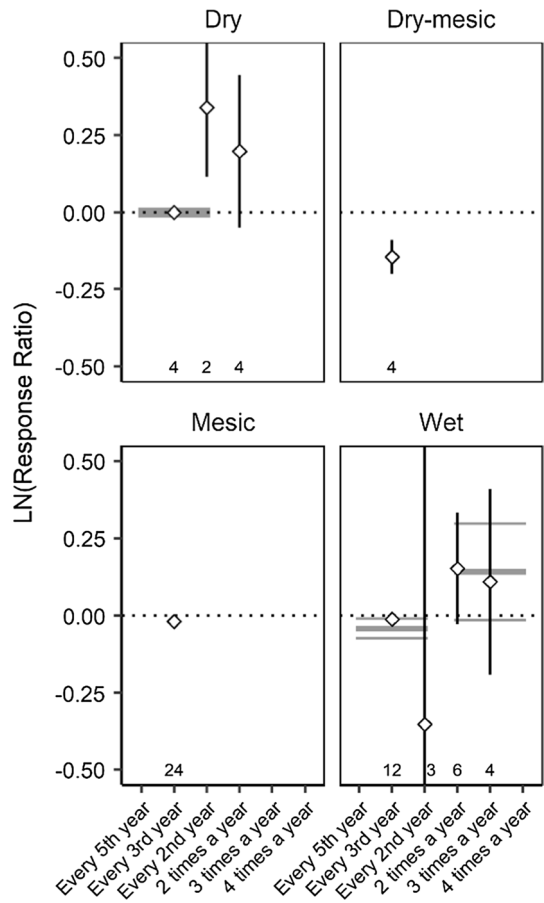 Dry
Dry-mesic
0.50
0.25
0.00
-0.25
-0.50
4 2 4
4
LN(Response Ratio)
Mesic
Wet
0.50
0.25
0.00
-0.25
-0.50
24
12 3 6 4
Every 5th year
Every 3rd year
Every 2nd year
2 times a year
3 times a year
4 times a year
Every 5th year
Every 3rd year
Every 2nd year
2 times a year
3 times a year
4 times a year